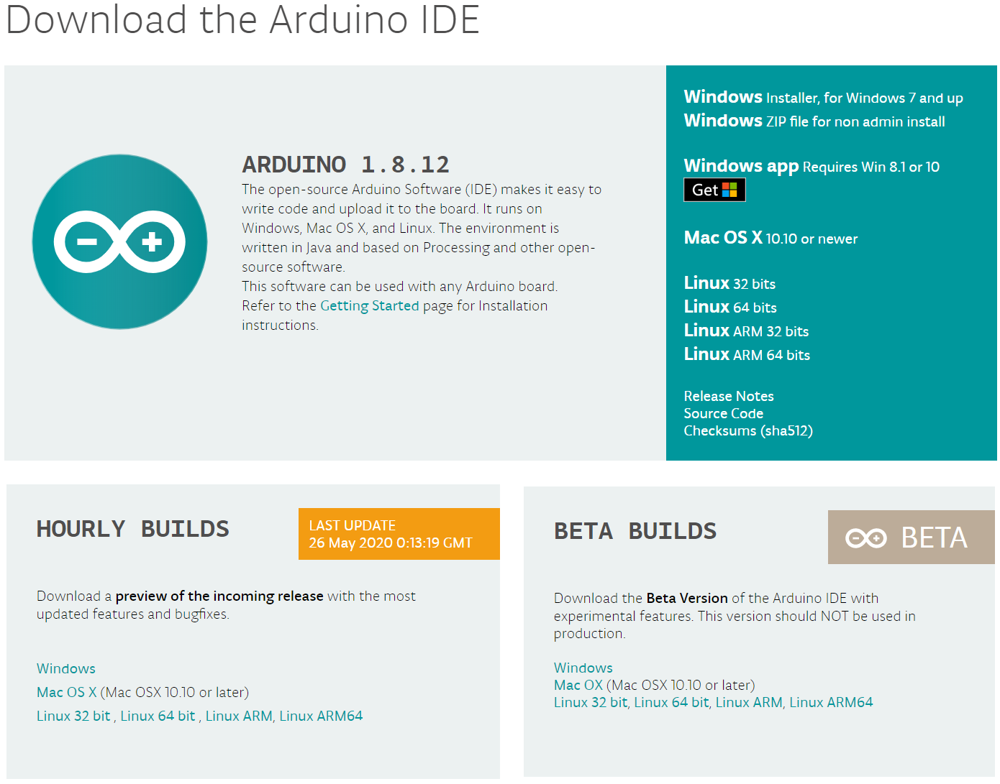 Download the Arduino IDE
ARDUINO 1.8.12
The open-source Arduino Software (IDE) makes it easy to
write code and upload it to the board. It runs on
Windows, Mac OS X, and Linux. The environment is
written in Java and based on Processing and other open-
source software.
This software can be used with any Arduino board.
Refer to the Getting Started page for Installation
instructions.
Windows Installer, for Windows 7 and up
Windows ZIP file for non admin install
Windows app Requires Win 8.1 or 10
Get
Mac OS X 10.10 or newer
Linux 32 bits
Linux 64 bits
Linux ARM 32 bits
Linux ARM 64 bits
Release Notes
Source Code
Checksums (sha512)
HOURLY BUILDS
LAST UPDATE
26 May 2020 0:13:19 GMT
Download a preview of the incoming release with the most
updated features and bugfixes.
Windows
Mac OS X (Mac OSX 10.10 or later)
Linux 32 bit , Linux 64 bit , Linux ARM, Linux ARM64
BETA BUILDS
BETA
Download the Beta Version of the Arduino IDE with
experimental features. This version should NOT be used in
production.
Windows
Mac OX (Mac OSX 10.10 or later)
Linux 32 bit, Linux 64 bit, Linux ARM, Linux ARM64